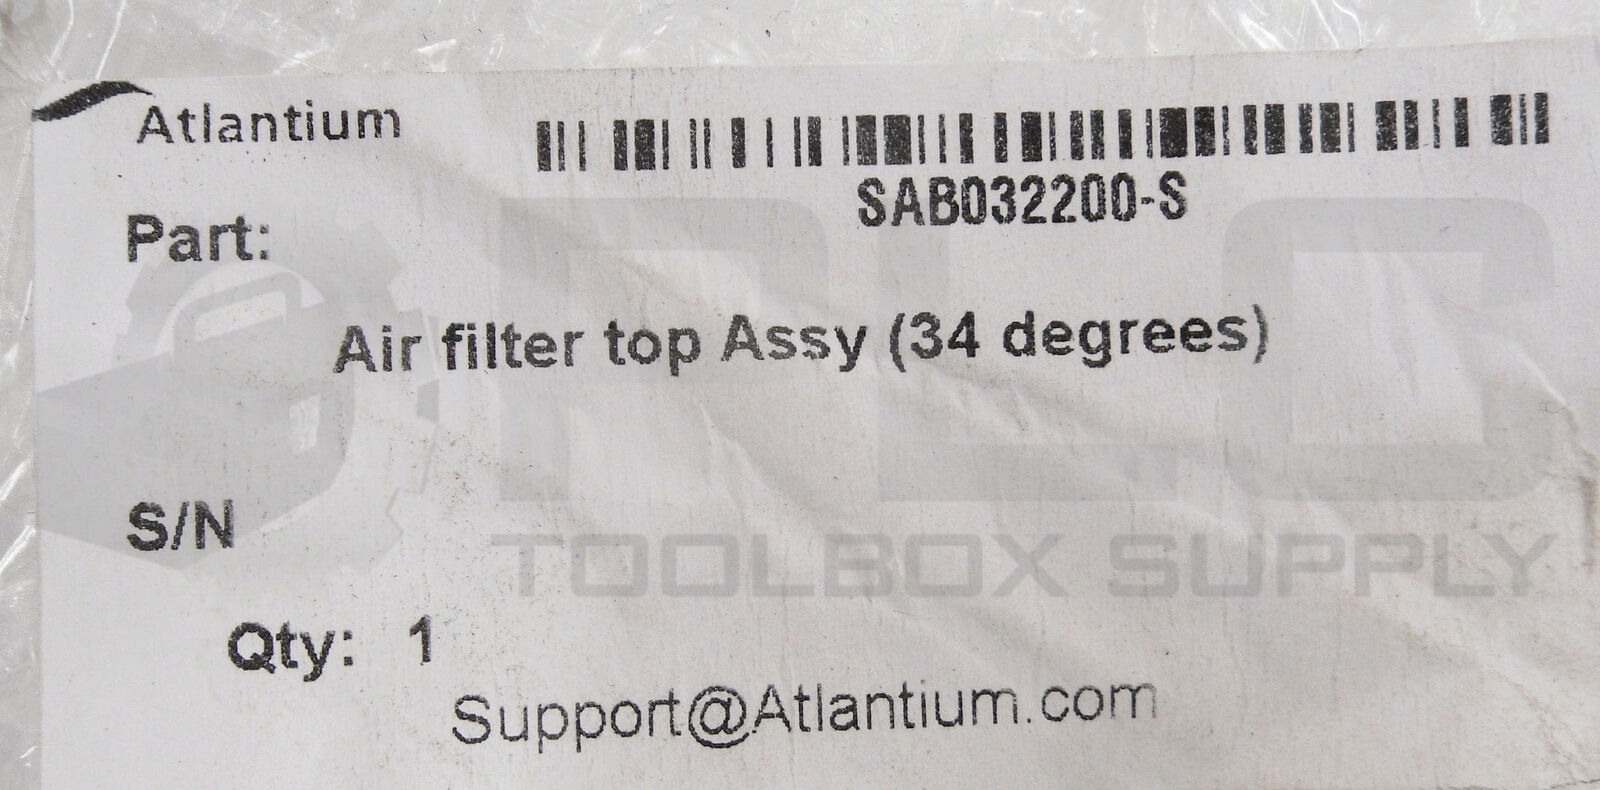 Atlantium
SAB032200-S
Part:
Air filter top Assy (34 degrees)
S/N
Qty: 1
Support@Atlantium.com
TOOLBOX SUPPLY